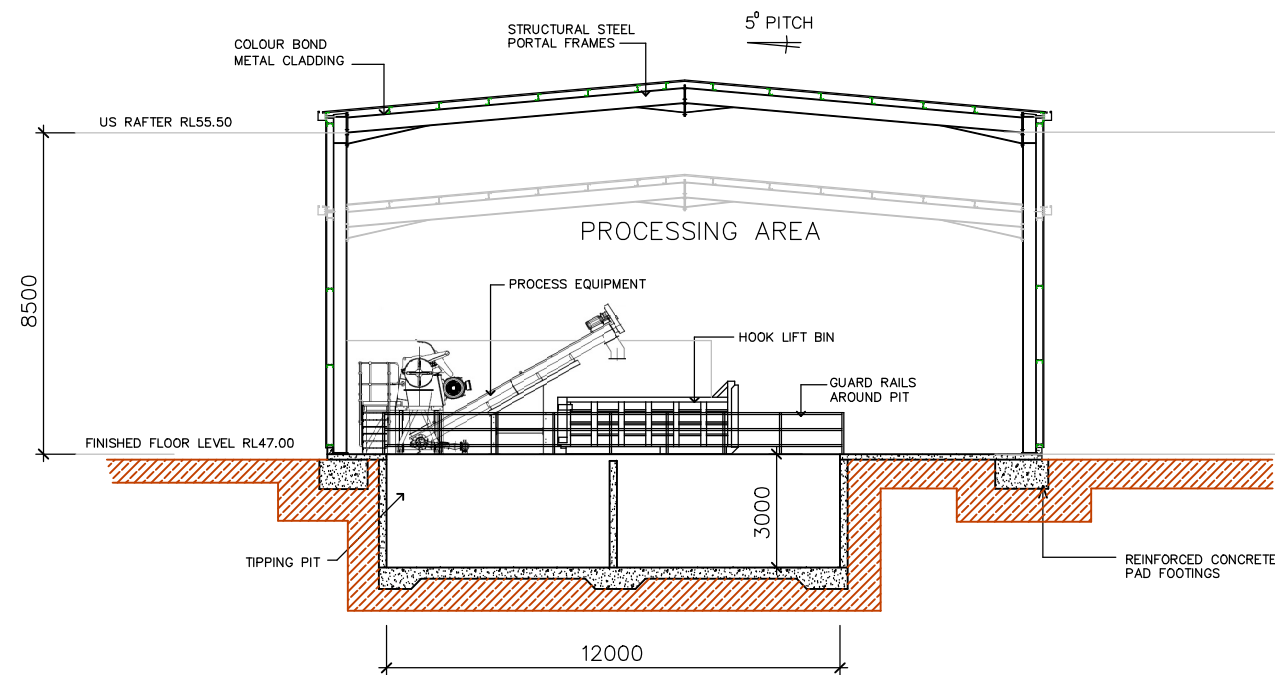 5° PITCH
STRUCTURAL STEEL
PORTAL FRAMES
COLOUR BOND
METAL CLADDING
US RAFTER RL55.50
PROCESSING AREA
8500
PROCESS EQUIPMENT
HOOK LIFT BIN
GUARD RAILS
AROUND PIT
FINISHED FLOOR LEVEL RL47.00
3000
TIPPING PIT
REINFORCED CONCRETE
PAD FOOTINGS
12000